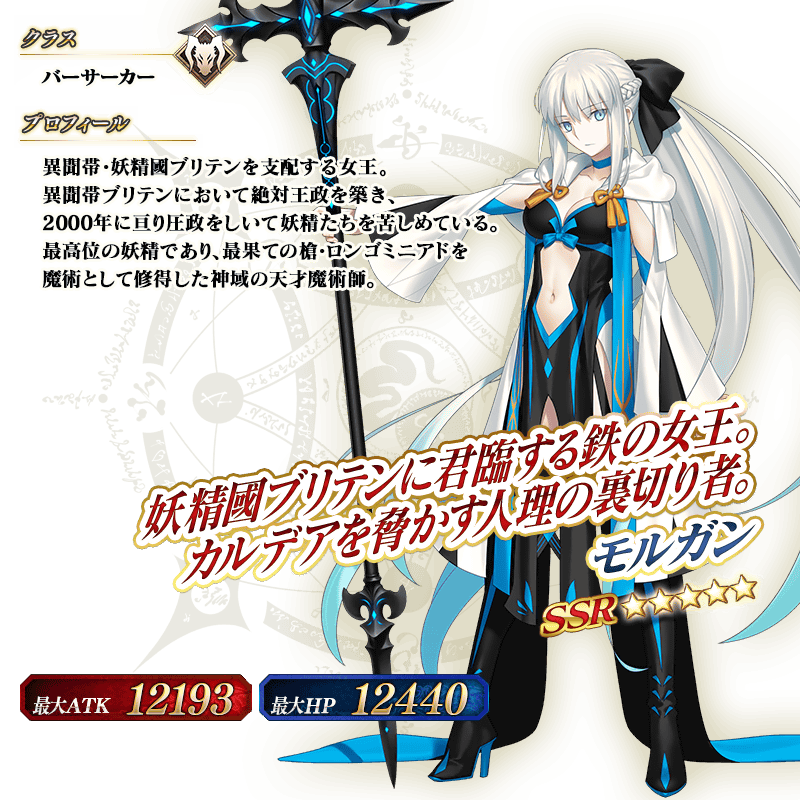 クラス
バーサーカー
プロフィール
異聞帯・妖精國ブリテンを支配する女王。
異聞帯ブリテンにおいて絶対王政を築き、
2000年に亘り圧政をしいて妖精たちを苦しめている。
最高位の妖精であり、最果ての槍・ロンゴミニアドを
魔術として修得した神域の天才魔術師。
妖精國ブリテンに君臨する鉄の女王。
カルデアを脅かす人理の裏切り者。
モルガン
SSR ★★★★★
最大ATK 12193
最大HP 12440